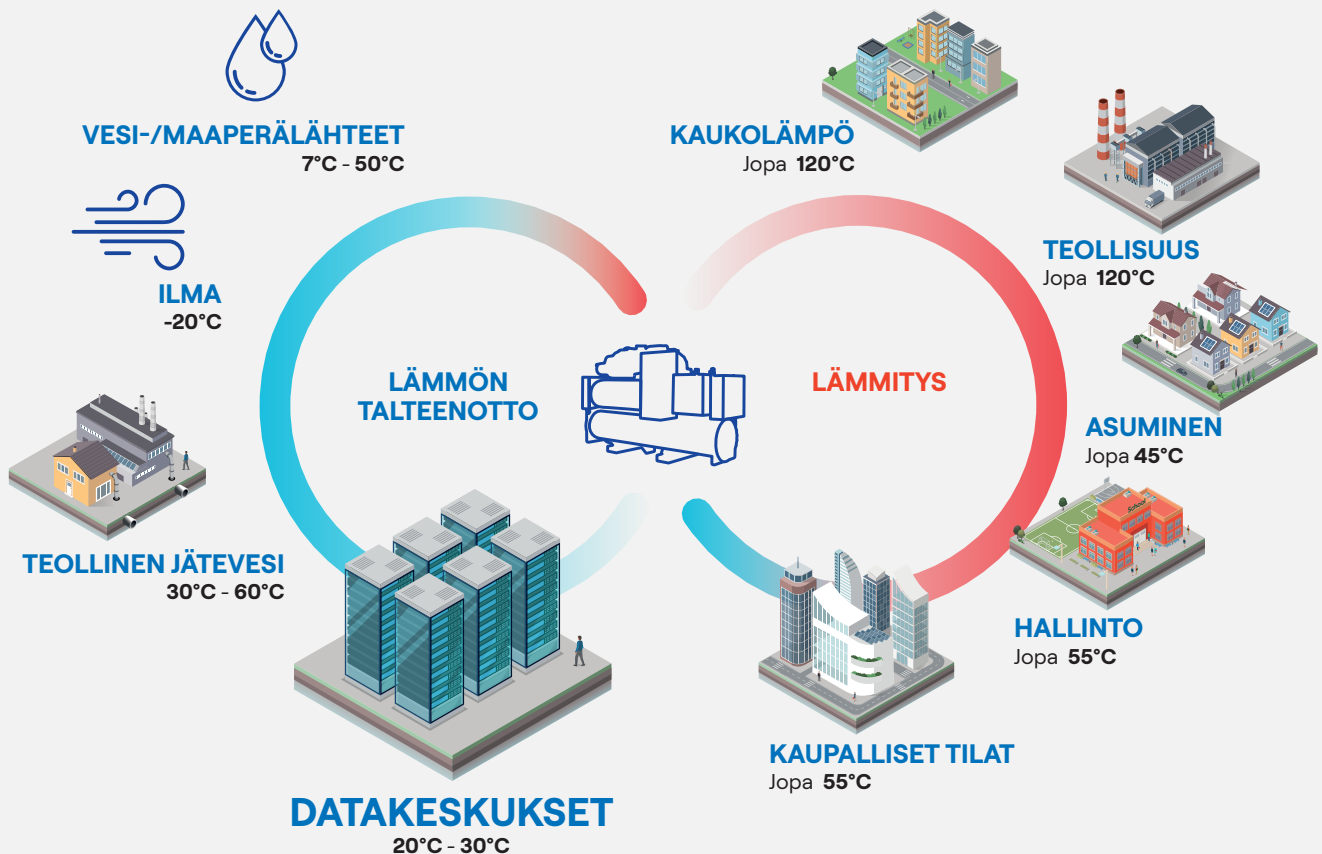 VESI-/MAAPERÄLÄHTEET
7°C - 50°C
ILMA
-20°C
LÄMMÖN
TALTEENOTTO
TEOLLINEN JÄTEVESI
30°C - 60°C
DATAKESKUKSET
20°C - 30°C
KAUKOLÄMPÖ
Jopa 120°C
TEOLLISUUS
Jopa 120°C
LÄMMITYS
ASUMINEN
Jopa 45°C
School
HALLINTO
Jopa 55°C
KAUPALLISET TILAT
Jopa 55°C